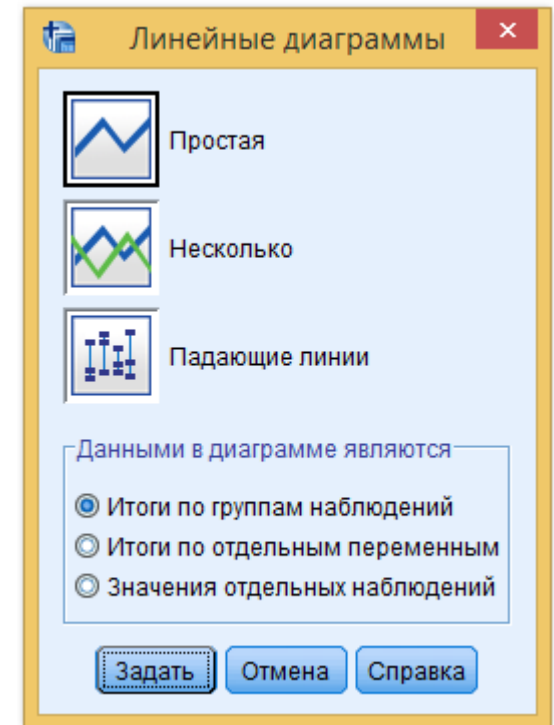 Линейные диаграммы
Простая
Несколько
Падающие линии
Данными в диаграмме являются
Итоги по группам наблюдений
Итоги по отдельным переменным
Значения отдельных наблюдений
Задать Отмена Справка